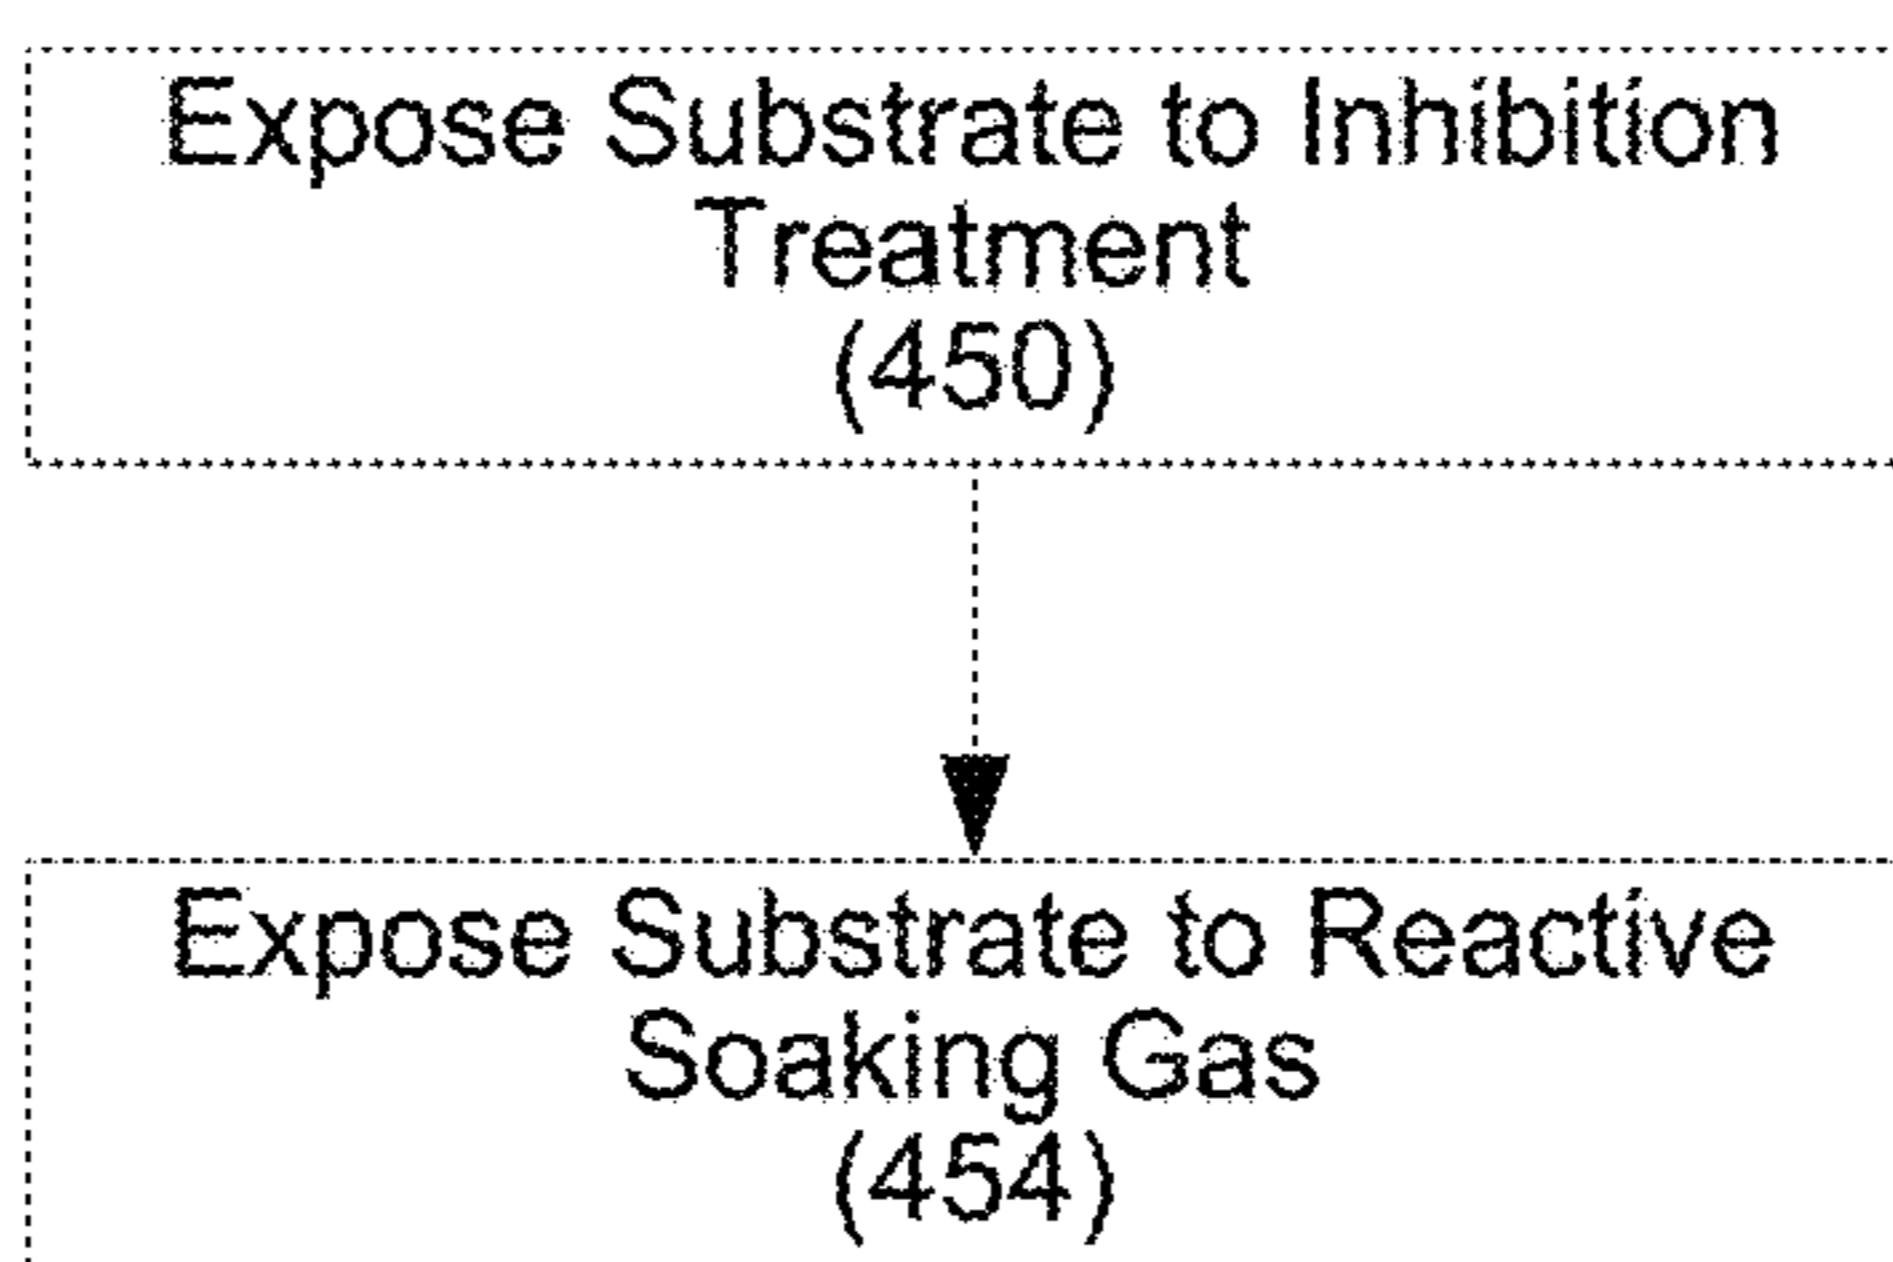 Expose Substrate to Inhibition
Treatment
(450)
Expose Substrate to Reactive
Soaking Gas
(454)